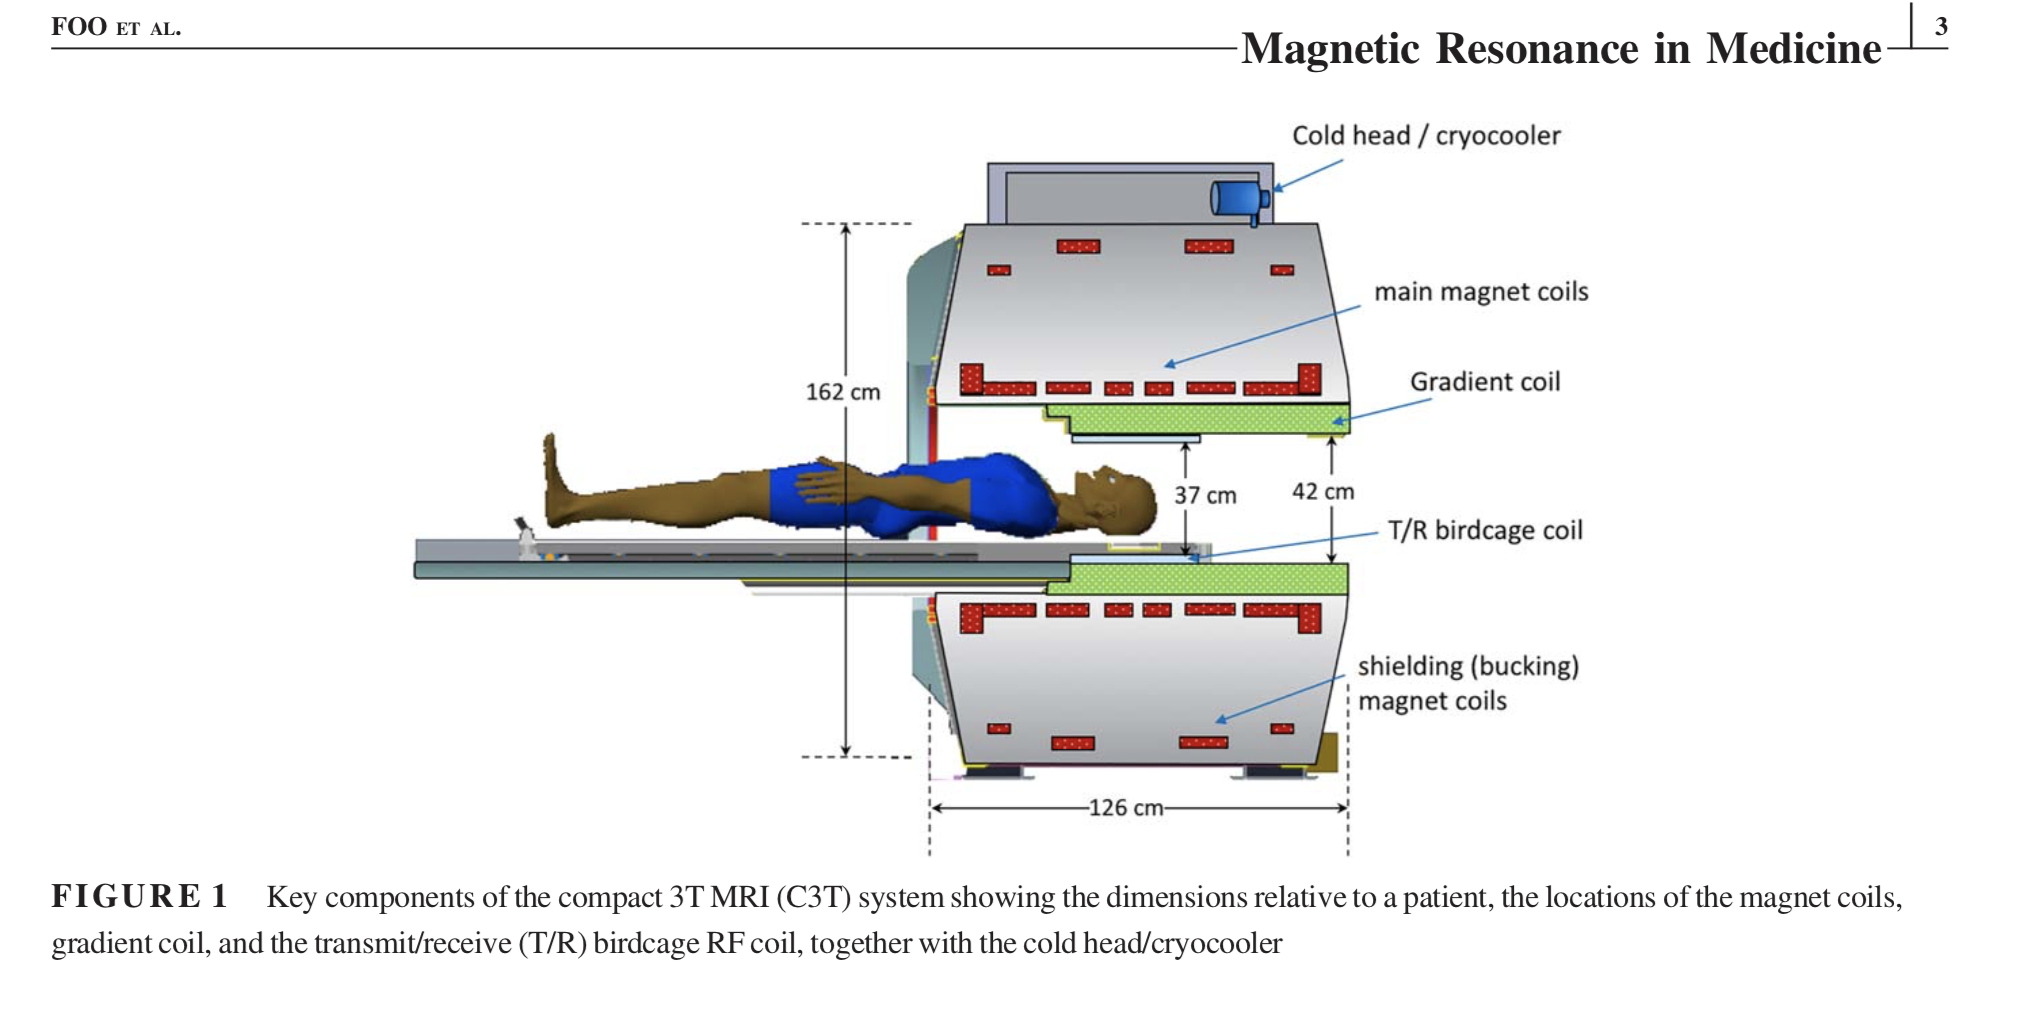 FOO ET AL.
Magnetic Resonance in Medicine
3
Cold head / cryocooler
main magnet coils
Gradient coil
162 cm
37 cm
42 cm
T/R birdcage coil
shielding (bucking)
magnet coils
126 cm
FIGURE 1 Key components of the compact 3T MRI (C3T) system showing the dimensions relative to a patient, the locations of the magnet coils,
gradient coil, and the transmit/receive (T/R) birdcage RF coil, together with the cold head/cryocooler